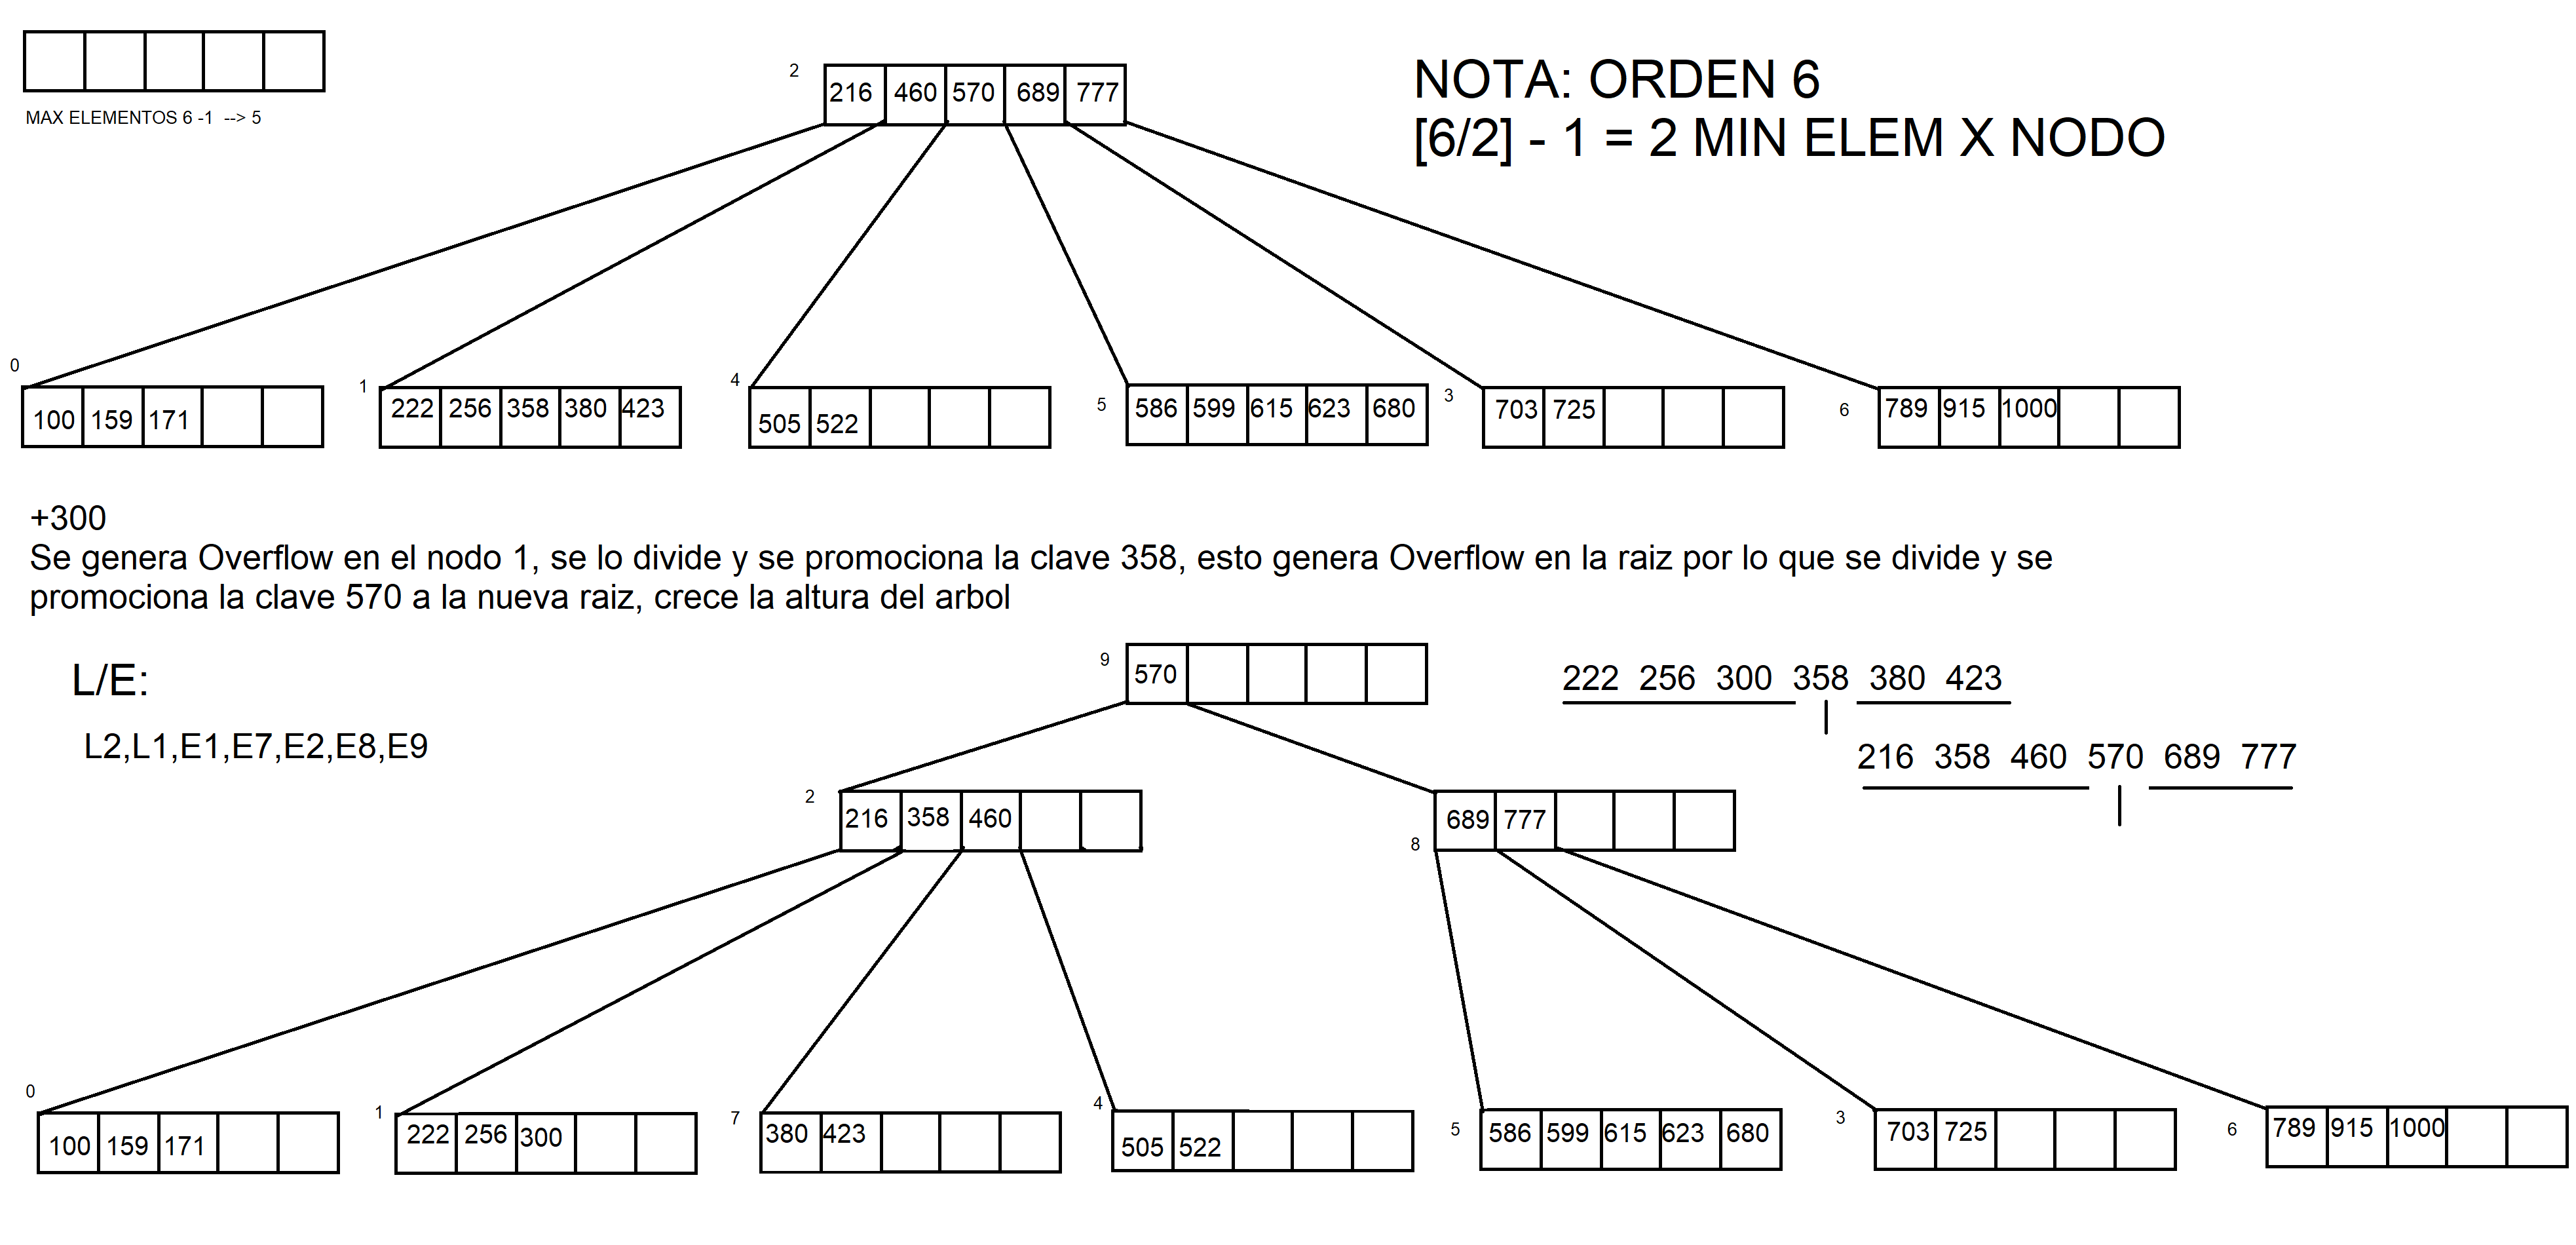 MAX ELEMENTOS 6 -1 --> 5
2
216 460 570 689 777
NOTA: ORDEN 6
[6/2] - 1 = 2 MIN ELEM X NODO
0
100 159 171
1
222 256 358 380 423
4
505 522
5
586 599 615 623 680
3
703 725
6
789 915 1000
+300
Se genera Overflow en el nodo 1, se lo divide y se promociona la clave 358, esto genera Overflow en la raiz por lo que se divide y se
promociona la clave 570 a la nueva raiz, crece la altura del arbol
L/E:
L2,L1,E1,E7,E2,E8,E9
9
570
222 256 300 358 380 423
216 358 460 570 689 777
2
216 358 460
8
689 777
0
100 159 171
1
222 256 300
7
380 423
4
505 522
5
586 599 615 623 680
3
703 725
6
789 915 1000